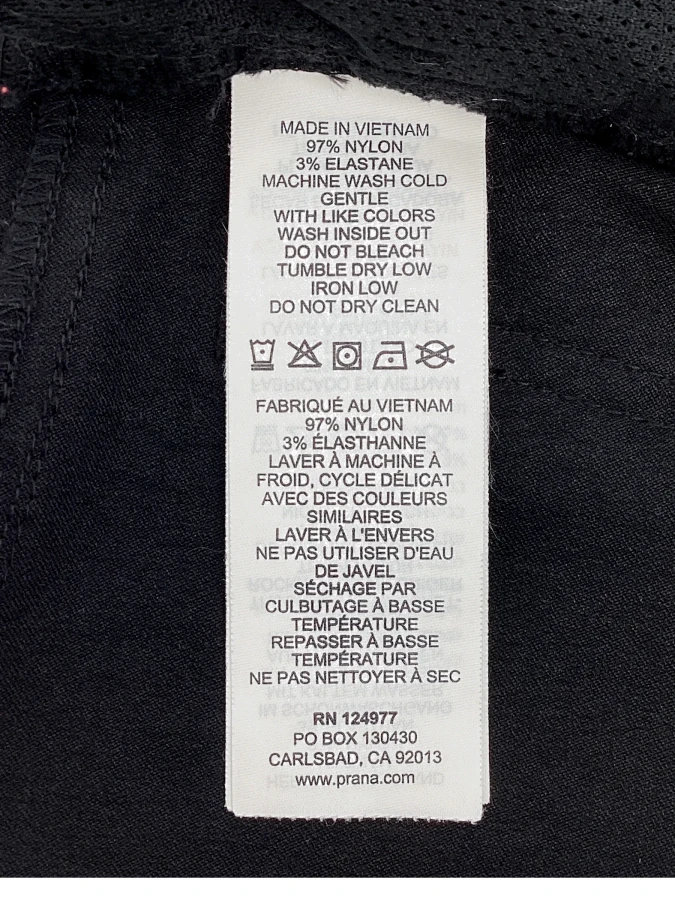 MADE IN VIETNAM
97% NYLON
3% ELASTANE
MACHINE WASH COLD
GENTLE
WITH LIKE COLORS
WASH INSIDE OUT
DO NOT BLEACH
TUMBLE DRY LOW
IRON LOW
DO NOT DRY CLEAN
FABRIQUÉ AU VIETNAM
97% NYLON
3% ÉLASTHANNE
LAVER À MACHINE À
FROID, CYCLE DÉLICAT
AVEC DES COULEURS
SIMILAIRES
LAVER À L'ENVERS
NE PAS UTILISER D'EAU
DE JAVEL
SÉCHAGE PAR
CULBUTAGE À BASSE
TEMPÉRATURE
REPASSER À BASSE
TEMPÉRATURE
NE PAS NETTOYER À SEC
RN 124977
PO BOX 130430
CARLSBAD, CA 92013
www.prana.com